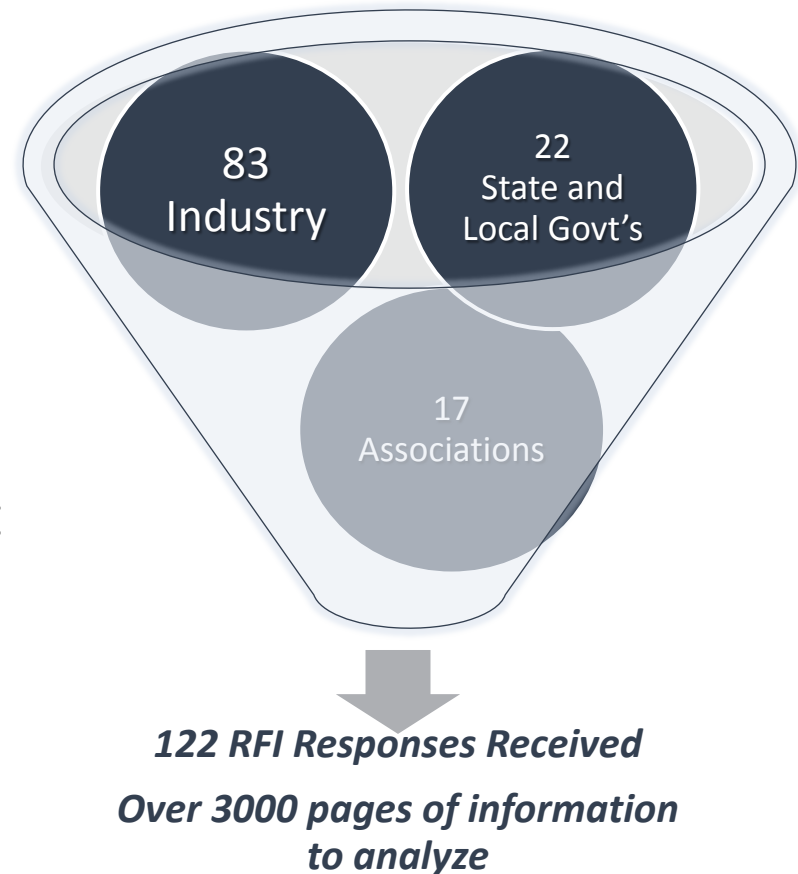 83
Industry
22
State and
Local Govt's
17
Associations
122 RFI Responses Received
Over 3000 pages of information
to analyze